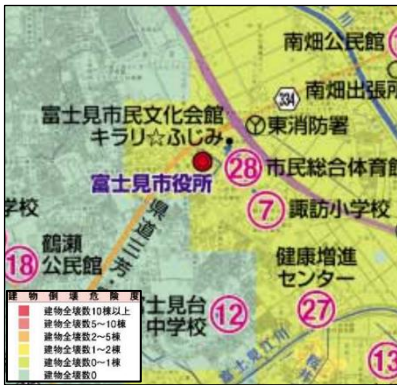 南畑公民館
334
南畑出張所
富士見市民文化会館
キラリ☆ふじみ
東消防署
28
市民総合体育館
富士見市役所
7
諏訪小学校
学校
県道三芳
鶴瀬
公民館
18
健康増進
センター
27
富士見台
中学校
12
富士見江川
13
建物倒壊危険度
建物全壊数10棟以上
建物全壊数5~10棟
建物全壊数2~5棟
建物全壊数1~2棟
建物全壊数0~1棟
建物全壊数0